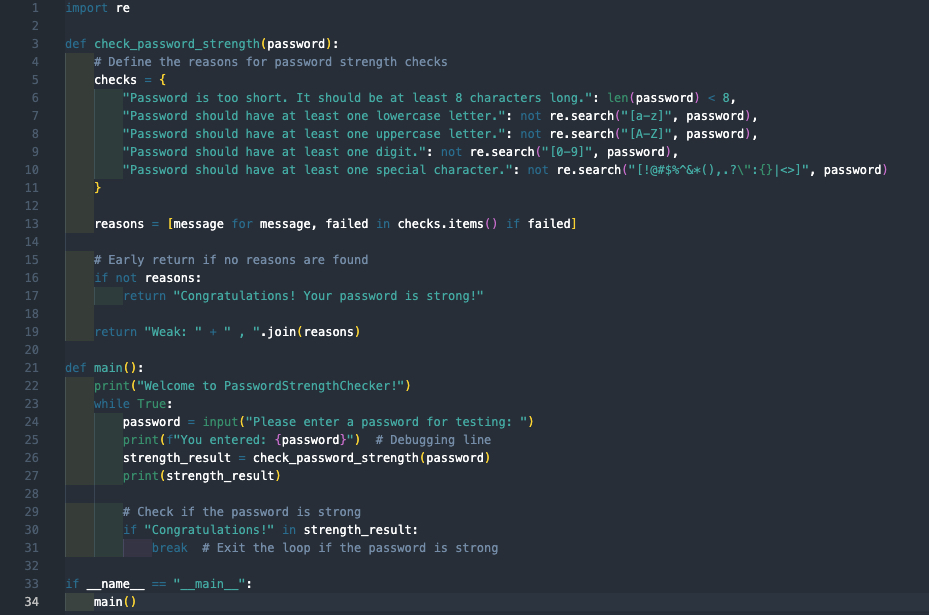 1 import re
2
3 def check_password_strength(password):
4     # Define the reasons for password strength checks
5     checks = {
6         "Password is too short. It should be at least 8 characters long.": len(password) < 8,
7         "Password should have at least one lowercase letter.": not re.search("[a-z]", password),
8         "Password should have at least one uppercase letter.": not re.search("[A-Z]", password),
9         "Password should have at least one digit.": not re.search("[0-9]", password),
10         "Password should have at least one special character.": not re.search("[!@#$%^&*(),.?\":{}|<>]", password)
11     }
12
13     reasons = [message for message, failed in checks.items() if failed]
14
15     # Early return if no reasons are found
16     if not reasons:
17         return "Congratulations! Your password is strong!"
18
19     return "Weak: " + " , ".join(reasons)
20
21 def main():
22     print("Welcome to PasswordStrengthChecker!")
23     while True:
24         password = input("Please enter a password for testing: ")
25         print(f"You entered: {password}")  # Debugging line
26         strength_result = check_password_strength(password)
27         print(strength_result)
28
29         # Check if the password is strong
30         if "Congratulations!" in strength_result:
31             break  # Exit the loop if the password is strong
32
33 if __name__ == "__main__":
34     main()